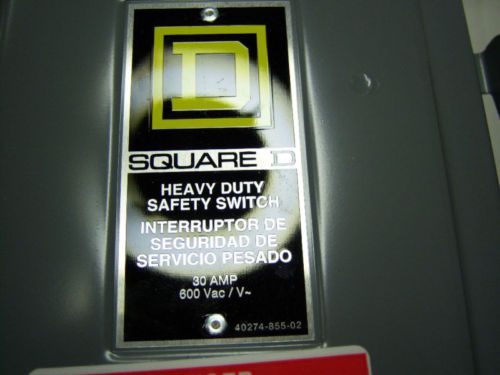 D
SQUARE D
HEAVY DUTY
SAFETY SWITCH
INTERRUPTOR DE
SEGURIDAD DE
SERVICIO PESADO
30 AMP
600 Vac / V~
40274-855-02